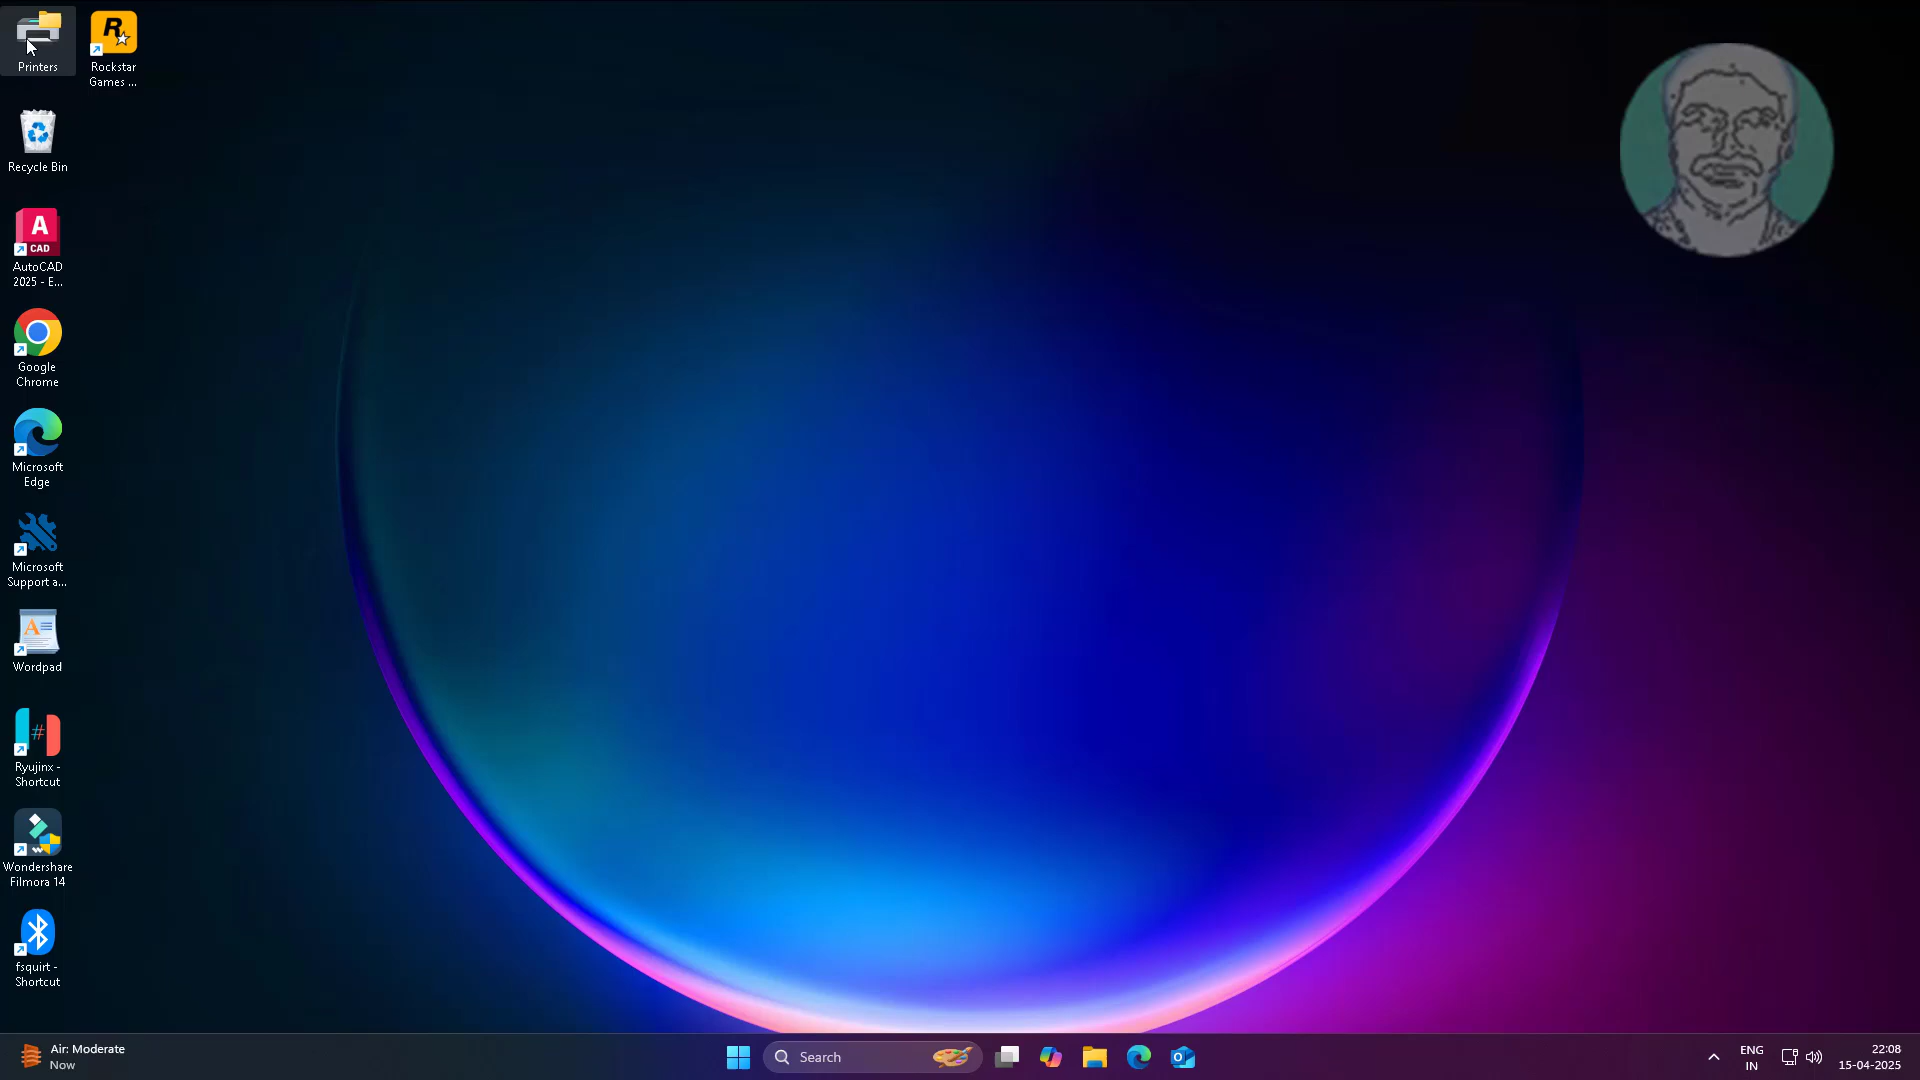 Printers
Rockstar
Games ...
Recycle Bin
A
CAD
AutoCAD
2025 - E...
Google
Chrome
Microsoft
Edge
Microsoft
Support a...
Wordpad
Ryujinx -
Shortcut
Wondershare
Filmora 14
fsquirt -
Shortcut
Air: Moderate
Now
Search
ENG
IN
22:08
15-04-2025